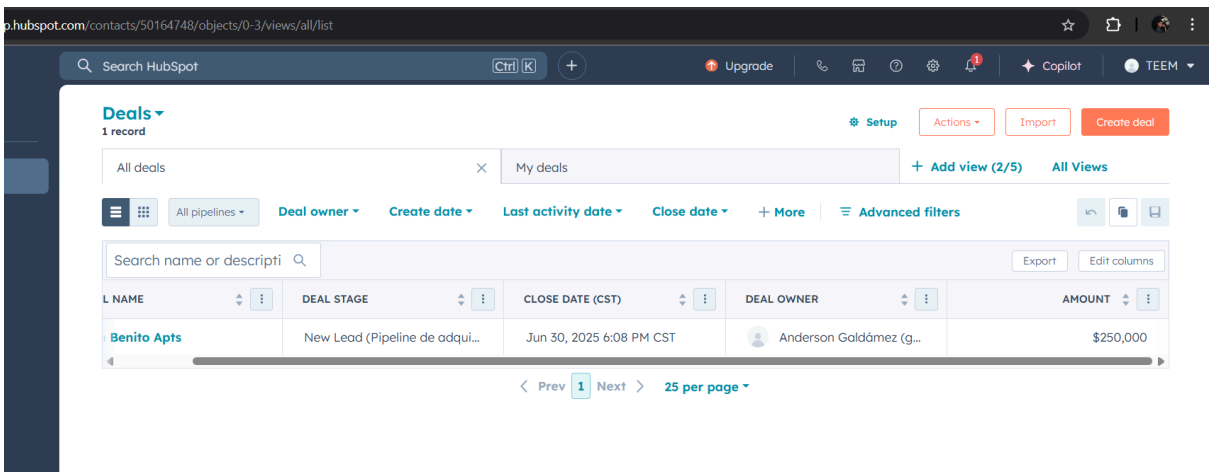 p.hubspot.com/contacts/50164748/objects/0-3/views/all/list
Search HubSpot Ctrl K + Upgrade 1 Copilot TEEM
Deals
1 record
Setup Actions Import Create deal
All deals My deals + Add view (2/5) All Views
All pipelines Deal owner Create date Last activity date Close date + More Advanced filters
Search name or descripti Export Edit columns
L NAME DEAL STAGE CLOSE DATE (CST) DEAL OWNER AMOUNT
Benito Apts New Lead (Pipeline de adqui... Jun 30, 2025 6:08 PM CST Anderson Galdámez (g... $250,000
Prev 1 Next 25 per page